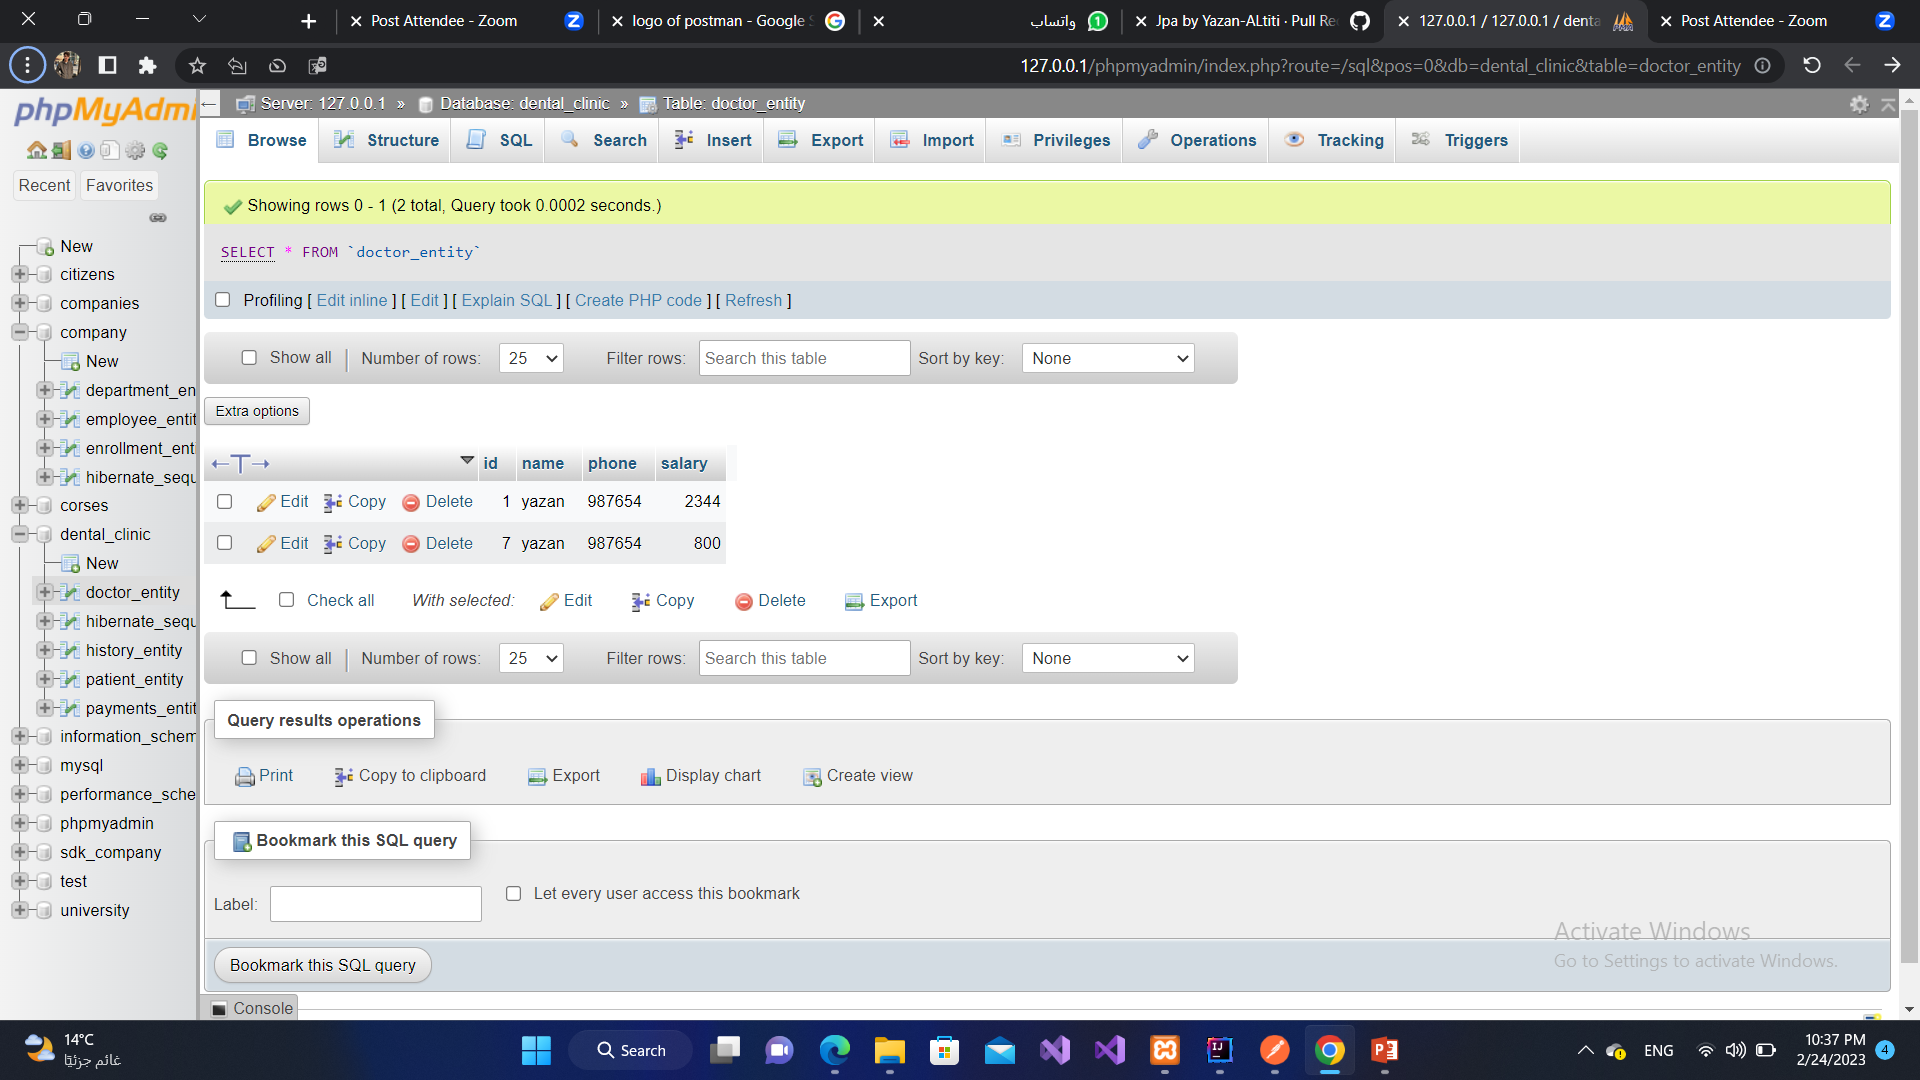 Post Attendee - Zoom
logo of postman - Google S
واتساب
Jpa by Yazan-ALtiti · Pull Re
127.0.0.1 / 127.0.0.1 / denta
Post Attendee - Zoom
127.0.0.1/phpmyadmin/index.php?route=/sql&pos=0&db=dental_clinic&table=doctor_entity
phpMyAdmi
Server: 127.0.0.1 » Database: dental_clinic » Table: doctor_entity
Browse Structure SQL Search Insert Export Import Privileges Operations Tracking Triggers
Recent Favorites
New
citizens
companies
company
New
department_en
employee_entit
enrollment_enti
hibernate_sequ
corses
dental_clinic
New
doctor_entity
hibernate_sequ
history_entity
patient_entity
payments_entit
information_schem
mysql
performance_sche
phpmyadmin
sdk_company
test
university
Showing rows 0 - 1 (2 total, Query took 0.0002 seconds.)
SELECT * FROM `doctor_entity`
Profiling [ Edit inline ] [ Edit ] [ Explain SQL ] [ Create PHP code ] [ Refresh ]
Show all Number of rows: 25 Filter rows: Search this table Sort by key: None
Extra options
id name phone salary
Edit Copy Delete 1 yazan 987654 2344
Edit Copy Delete 7 yazan 987654 800
Check all With selected: Edit Copy Delete Export
Show all Number of rows: 25 Filter rows: Search this table Sort by key: None
Query results operations
Print Copy to clipboard Export Display chart Create view
Bookmark this SQL query
Label: Let every user access this bookmark
Bookmark this SQL query
Activate Windows
Go to Settings to activate Windows.
Console
14°C
غائم جزئيًا
Search
ENG
10:37 PM
2/24/2023
4